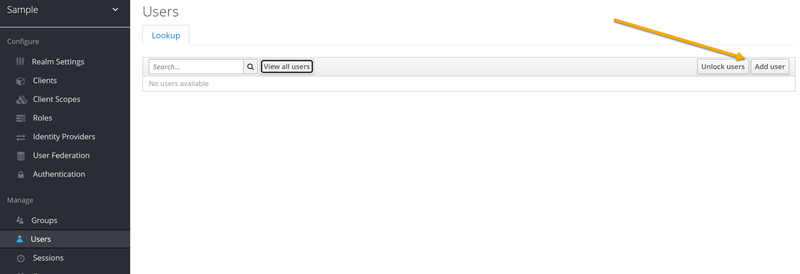 Sample
Users
Lookup
Configure
Realm Settings
Clients
Client Scopes
Roles
Identity Providers
User Federation
Authentication
Manage
Groups
Users
Sessions
Search...
View all users
Unlock users
Add user
No users available